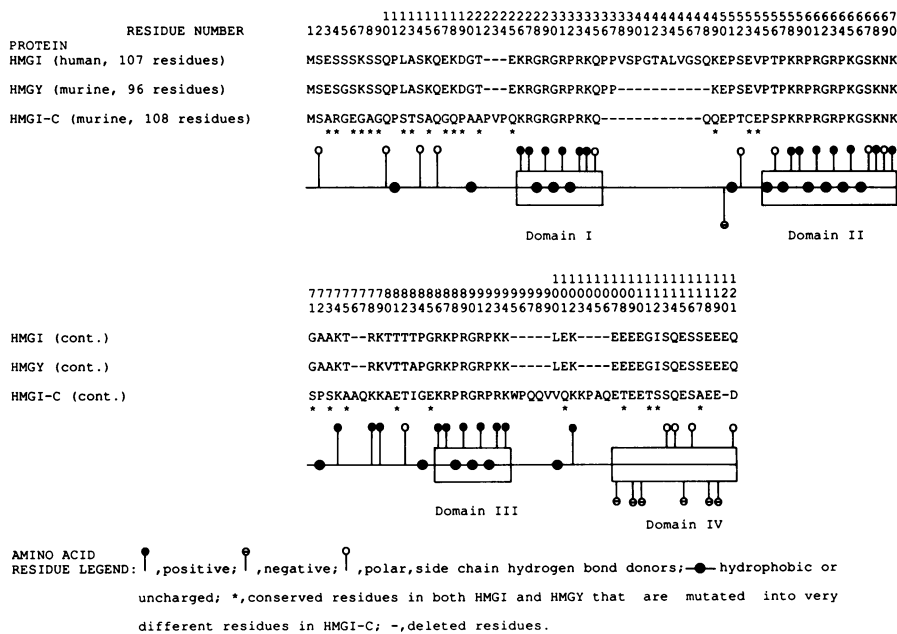 1111111111222222222233333333334444444444555555555566666666667
RESIDUE NUMBER 1234567890123456789012345678901234567890123456789012345678901234567890
PROTEIN
HMGI (human, 107 residues) MSESSSKSSQPLASKQEKDGT---EKRGRGRPRKQPPVSPGTALVGSQKEPSEVPTPKRPRGRPKGSKNK
HMGY (murine, 96 residues) MSESGSKSSQPLASKQEKDGT---EKRGRGRPRKQPP-----------KEPSEVPTPKRPRGRPKGSKNK
HMGI-C (murine, 108 residues) MSARGEGAGQPSTSAQGQPAAPVPQKRGRGRPRKQ------------QQEPTCEPSPKRPRGRPKGSKNK
** **** ** *** * * * **
Domain I Domain II
1111111111111111111111
777777777888888888899999999990000000000111111111122
123456789012345678901234567890123456789012345678901
HMGI (cont.) GAAKT--RKTTTTPGRKPRGRPKK-----LEK----EEEEGISQESSEEEQ
HMGY (cont.) GAAKT--RKVTTAPGRKPRGRPKK-----LEK----EEEEGISQESSEEEQ
HMGI-C (cont.) SPSKAAQKKAETIGEKRPRGRPRKWPQQVVQKKPAQETEETSSQESAEE-D
* * * * * * * ** *
Domain III Domain IV
AMINO ACID
RESIDUE LEGEND: ,positive; ,negative; ,polar,side chain hydrogen bond donors; hydrophobic or
uncharged; *,conserved residues in both HMGI and HMGY that are mutated into very
different residues in HMGI-C; -,deleted residues.